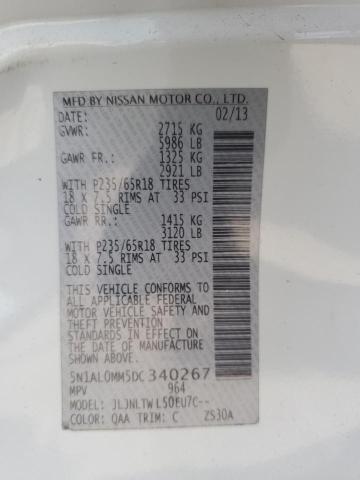 MFD BY NISSAN MOTOR CO., LTD.
DATE: 02/13
GVWR: 2715 KG
5986 LB
GAWR FR.: 1325 KG
2921 LB
WITH P235/65R18 TIRES
18 X 7.5 RIMS AT 33 PSI
COLD SINGLE
GAWR RR.: 1415 KG
3120 LB
WITH P235/65R18 TIRES
18 X 7.5 RIMS AT 33 PSI
COLD SINGLE
THIS VEHICLE CONFORMS TO
ALL APPLICABLE FEDERAL
MOTOR VEHICLE SAFETY AND
THEFT PREVENTION
STANDARDS IN EFFECT ON
THE DATE OF MANUFACTURE
SHOWN ABOVE.
5N1AL0MM5DC340267
MPV 964
MODEL: JLJNLTWL50EU7C--
COLOR: QAA TRIM: C ZS30A